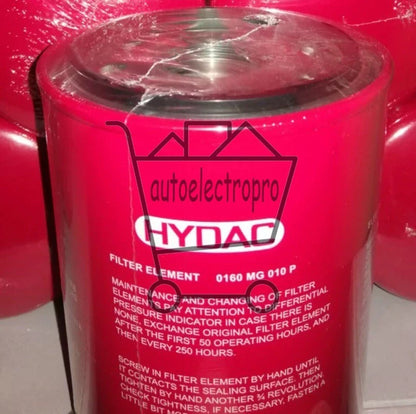 autoelectropro
HYDAC
FILTER ELEMENT 0160 MG 010 P
MAINTENANCE AND CHANGING OF FILTER
ELEMENTS PAY ATTENTION TO DIFFERENTIAL
PRESSURE INDICATOR IN CASE THERE IS
NONE. EXCHANGE ORIGINAL FILTER ELEMENT
AFTER THE FIRST 50 OPERATING HOURS, AND
THEN EVERY 250 HOURS.
SCREW IN FILTER ELEMENT BY HAND UNTIL
IT CONTACTS THE SEALING SURFACE. THEN
TIGHTEN BY HAND ANOTHER ¾ REVOLUTION.
CHECK TIGHTNESS, IF NECESSARY, FASTEN A
LITTLE BIT